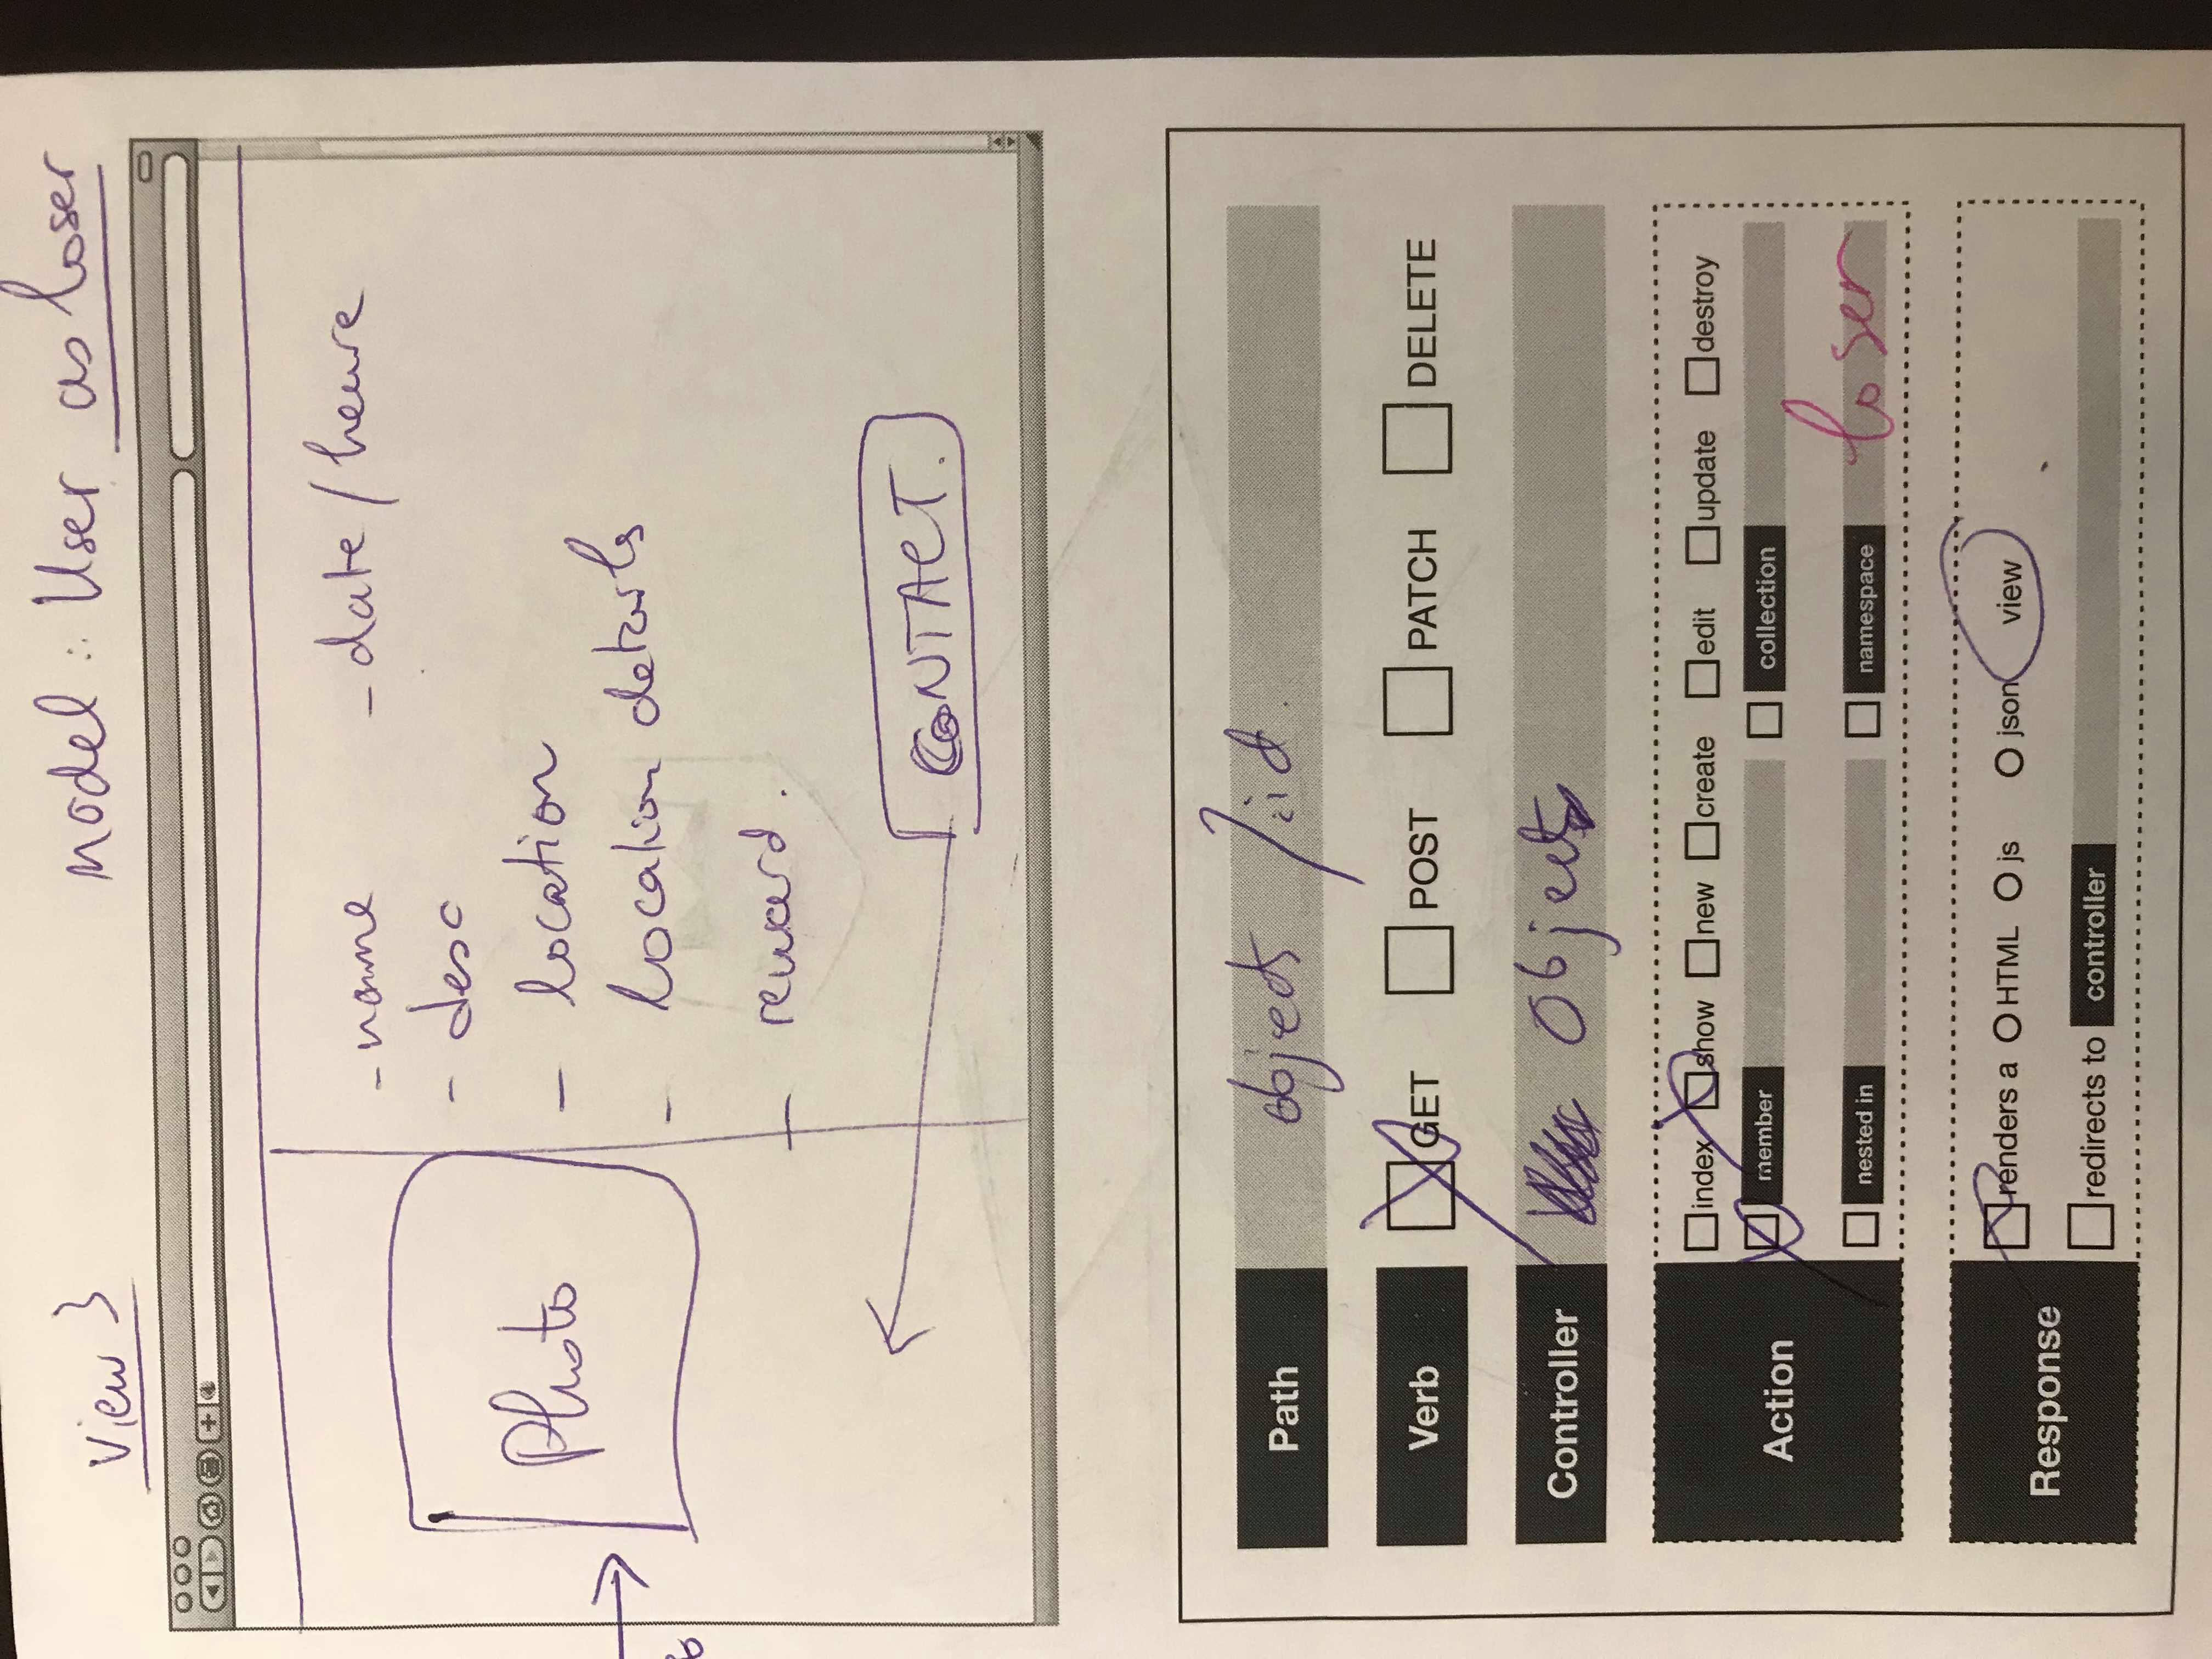 View 3
model : User as loser
Photo
- name
- date / heure
- desc
- location
- location details
- reward.
CONTACT.
Path objects /:id
Verb GET POST PATCH DELETE
Controller Objects
Action
index show new create edit update destroy
member collection
nested in namespace loser
Response
renders a HTML js json view
redirects to controller